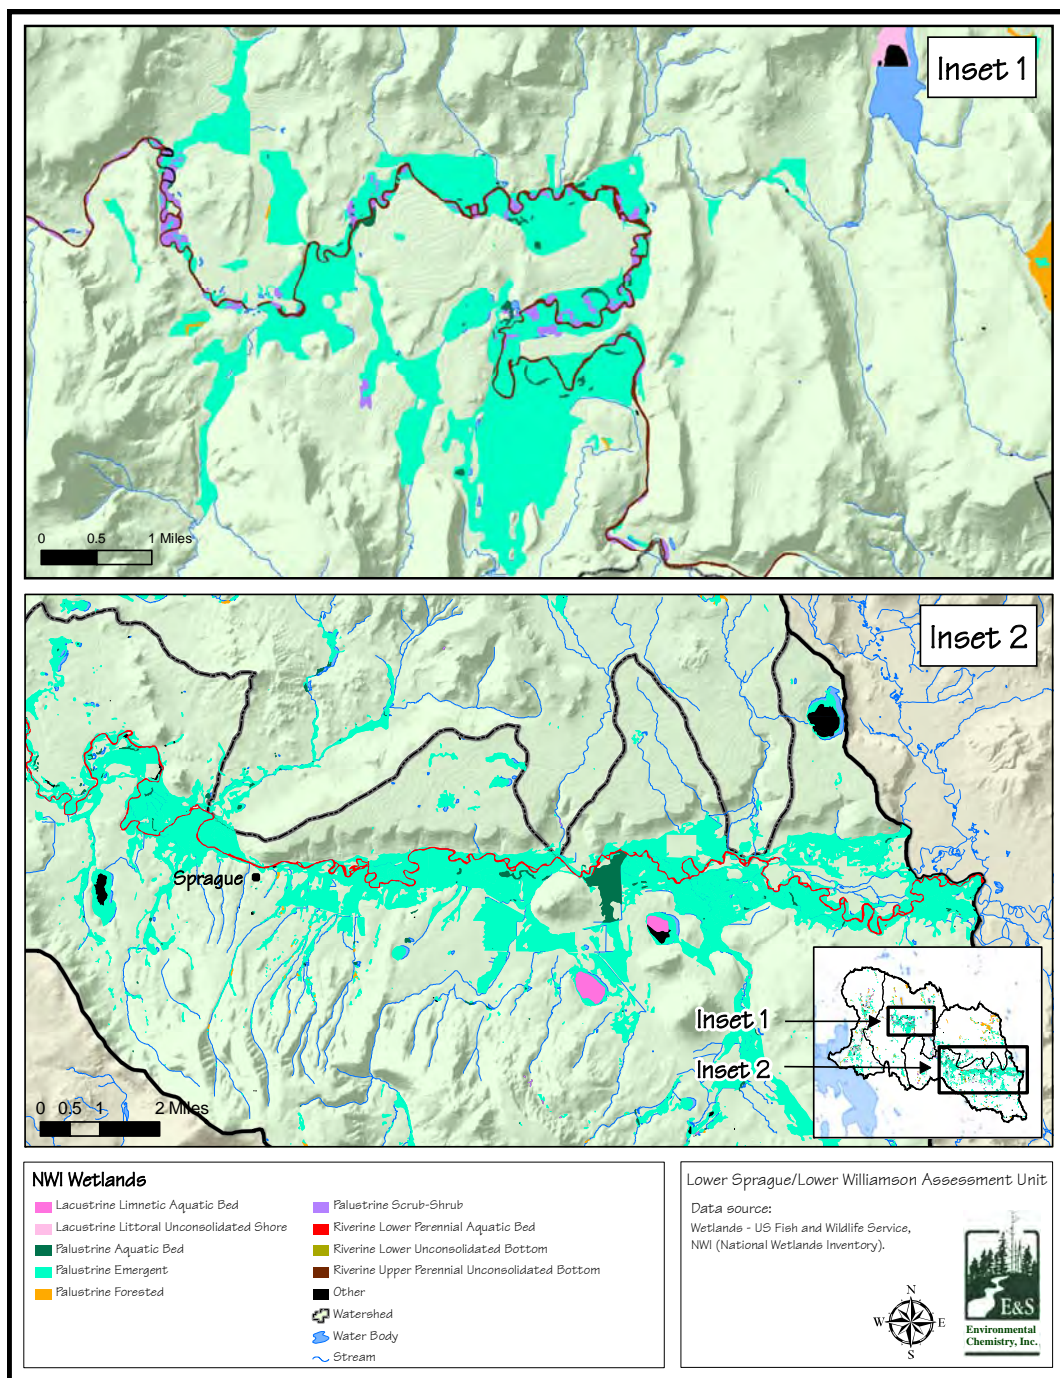 Inset 1
0 0.5 1 Miles
Inset 2
Sprague
Inset 1
Inset 2
0 0.5 1 2 Miles
NWI Wetlands
Lacustrine Limnetic Aquatic Bed
Lacustrine Littoral Unconsolidated Shore
Palustrine Aquatic Bed
Palustrine Emergent
Palustrine Forested
Palustrine Scrub-Shrub
Riverine Lower Perennial Aquatic Bed
Riverine Lower Unconsolidated Bottom
Riverine Upper Perennial Unconsolidated Bottom
Other
Watershed
Water Body
Stream
Lower Sprague/Lower Williamson Assessment Unit
Data source:
Wetlands - US Fish and Wildlife Service,
NWI (National Wetlands Inventory).
N
W E
S
E&S
Environmental
Chemistry, Inc.